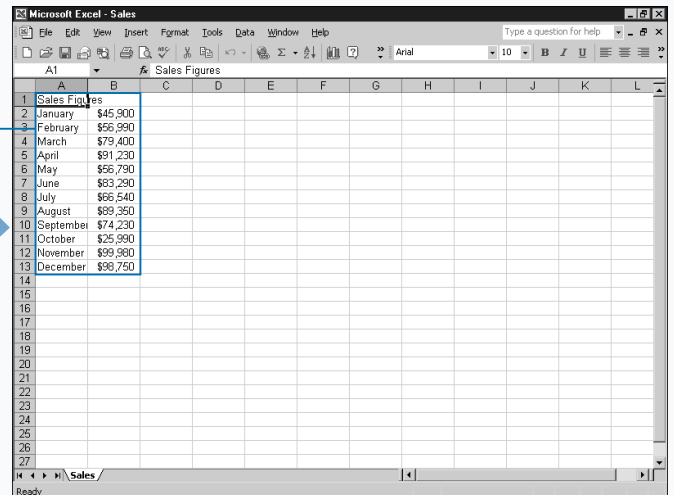 Microsoft Excel - Sales
File Edit View Insert Format Tools Data Window Help Type a question for help
Arial 10 B I U
A1 fx Sales Figures
A B C D E F G H I J K L
1 Sales Figures
2 January $45,900
3 February $56,990
4 March $79,400
5 April $91,230
6 May $56,790
7 June $83,290
8 July $66,540
9 August $89,350
10 September $74,230
11 October $25,990
12 November $99,980
13 December $98,750
14
15
16
17
18
19
20
21
22
23
24
25
26
27
Sales
Ready